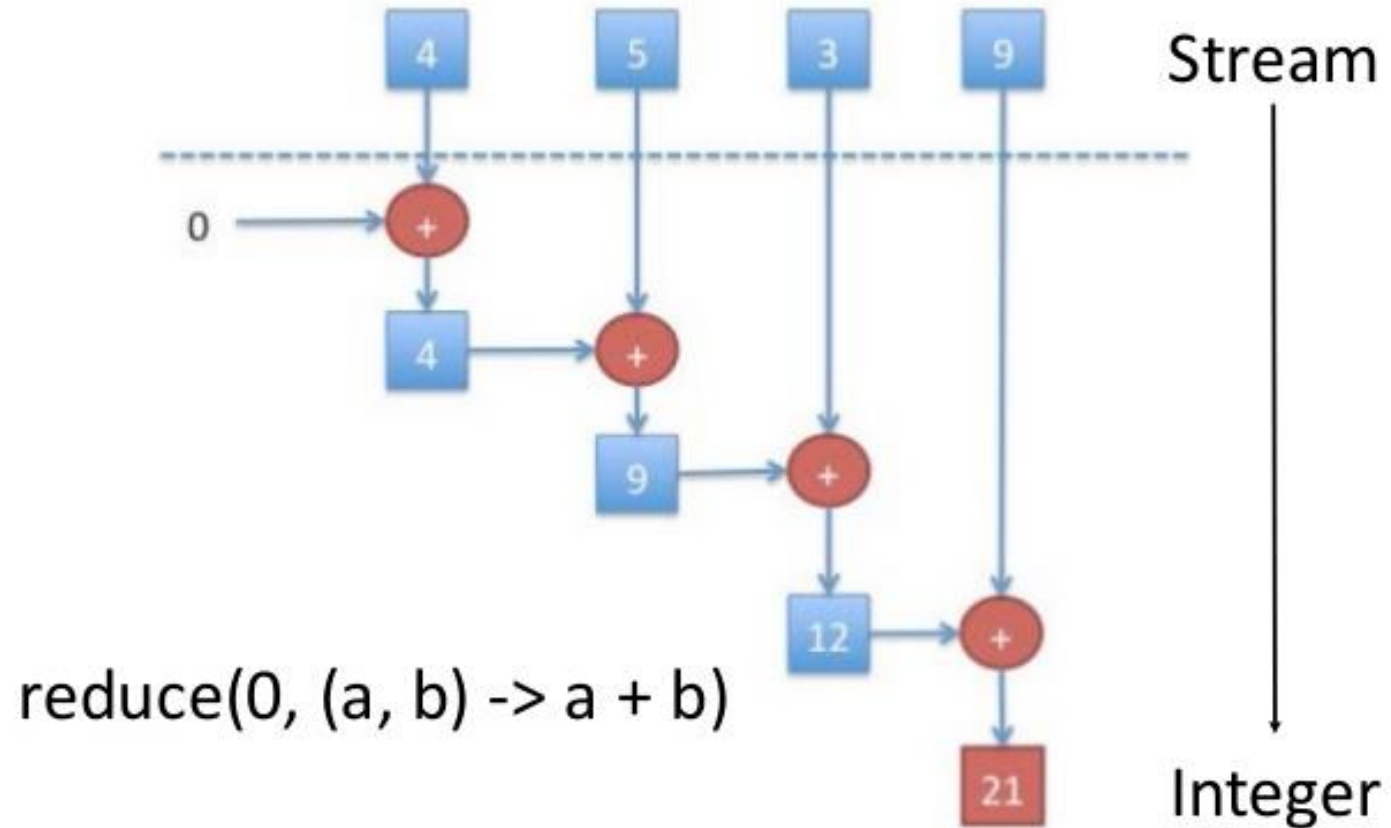 4 5 3 9 Stream
0 +
4 +
9 +
12 +
reduce(0, (a, b) -> a + b)
21 Integer